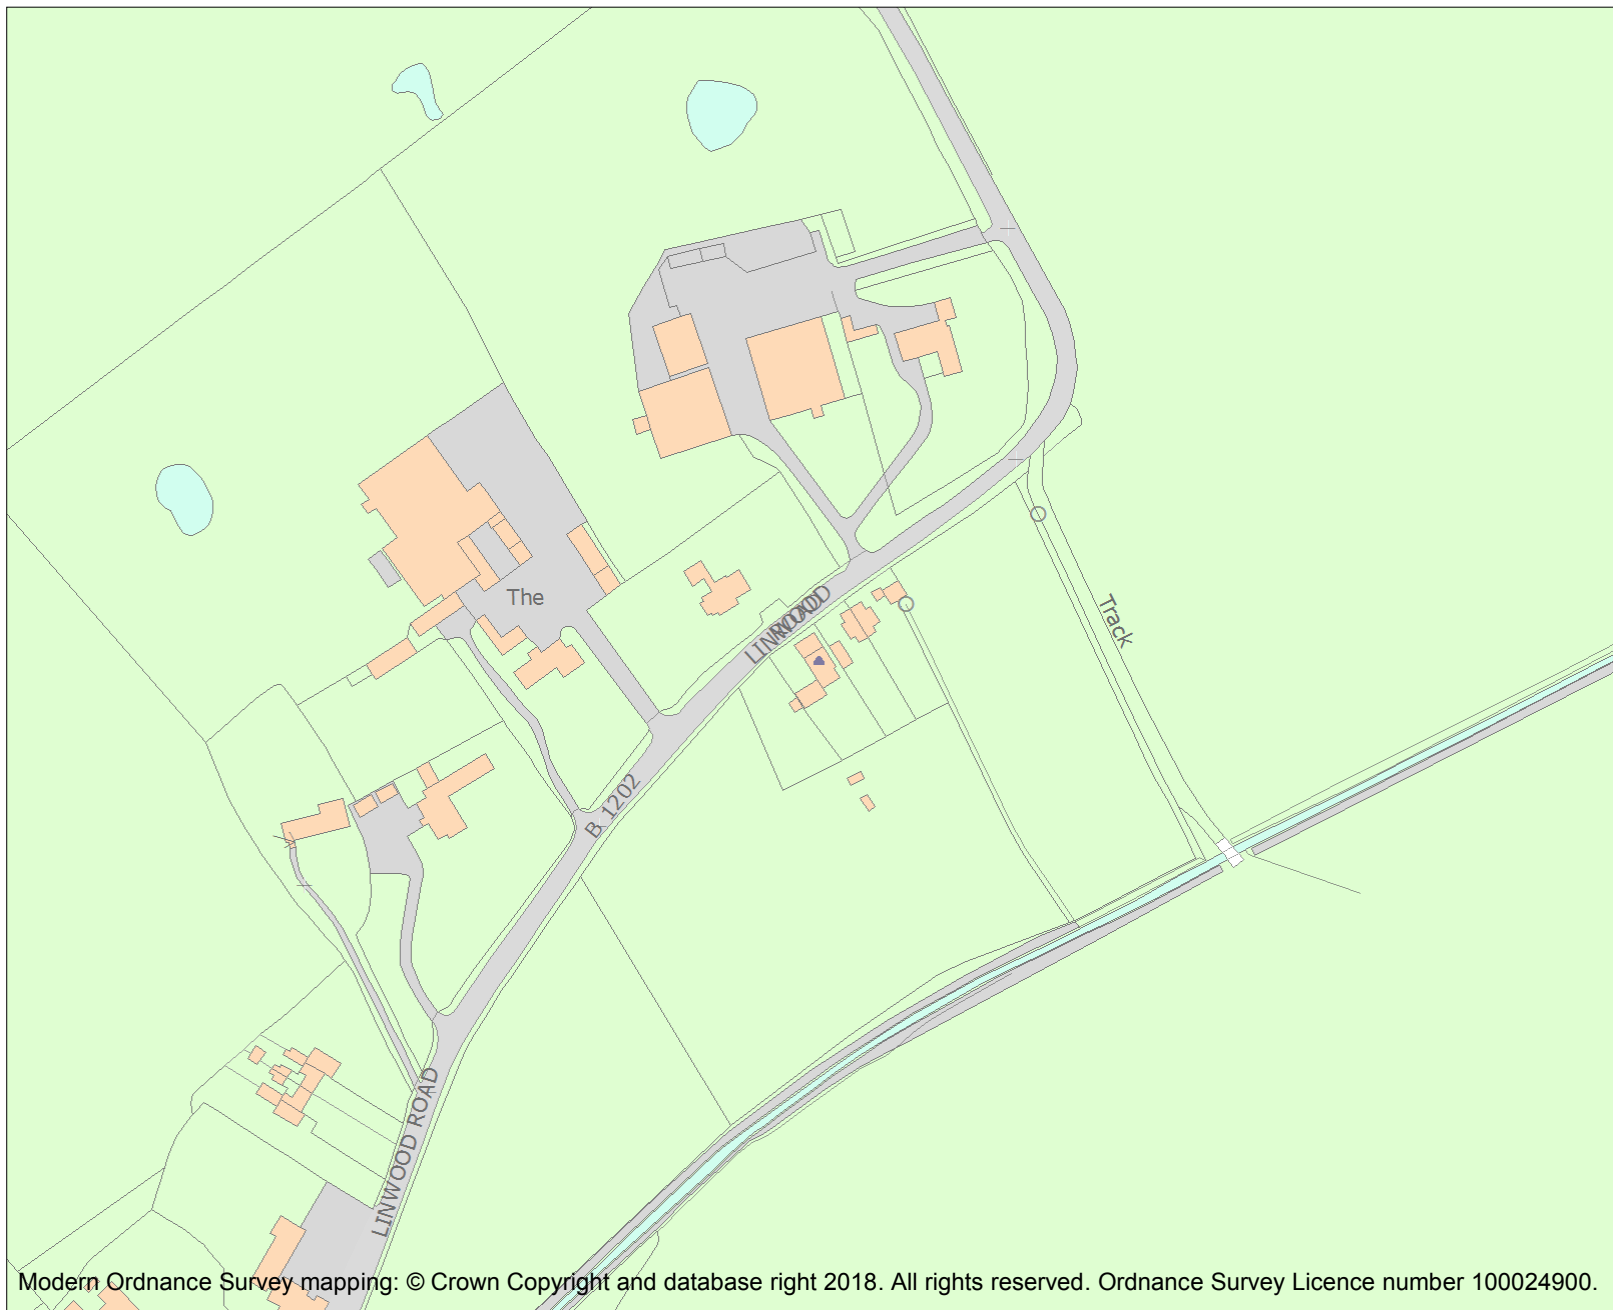 The
LINWOOD
ROAD
Track
B 1202
LINWOOD ROAD
Modern Ordnance Survey mapping: © Crown Copyright and database right 2018. All rights reserved. Ordnance Survey Licence number 100024900.